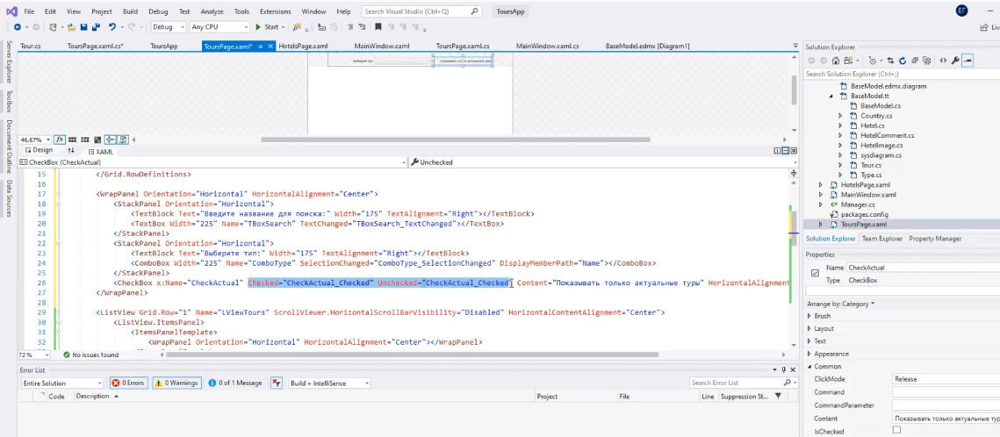 File Edit View Project Build Debug Test Analyze Tools Extensions Window Help Search Visual Studio (Ctrl+Q) ToursApp ЕГ
Debug Any CPU Start
Tour.cs ToursPage.xaml.cs* ToursApp ToursPage.xaml* HotelsPage.xaml MainWindow.xaml ToursPage.xaml.cs MainWindow.xaml.cs BaseModel.edmx [Diagram1]
Server Explorer
Toolbox
Document Outline
Data Sources
Выберите тип:
Показывать только актуальные туры
46.67%
Design XAML
CheckBox (CheckActual) Unchecked
15 </Grid.RowDefinitions>
16
17 <WrapPanel Orientation="Horizontal" HorizontalAlignment="Center">
18 <StackPanel Orientation="Horizontal">
19 <TextBlock Text="Введите название для поиска:" Width="175" TextAlignment="Right"></TextBlock>
20 <TextBox Width="225" Name="TBoxSearch" TextChanged="TBoxSearch_TextChanged"></TextBox>
21 </StackPanel>
22 <StackPanel Orientation="Horizontal">
23 <TextBlock Text="Выберите тип:" Width="175" TextAlignment="Right"></TextBlock>
24 <ComboBox Width="225" Name="ComboType" SelectionChanged="ComboType_SelectionChanged" DisplayMemberPath="Name"></ComboBox>
25 </StackPanel>
26 <CheckBox x:Name="CheckActual" Checked="CheckActual_Checked" Unchecked="CheckActual_Checked" Content="Показывать только актуальные туры" HorizontalAlignment
27 </WrapPanel>
28
29 <ListView Grid.Row="1" Name="LViewTours" ScrollViewer.HorizontalScrollBarVisibility="Disabled" HorizontalContentAlignment="Center">
30 <ListView.ItemsPanel>
31 <ItemsPanelTemplate>
32 <WrapPanel Orientation="Horizontal" HorizontalAlignment="Center"></WrapPanel>
72 % No issues found
Error List
Entire Solution 0 Errors 0 Warnings 0 of 1 Message Build + IntelliSense Search Error List
Code Description Project File Line Suppression St...
Solution Explorer
Search Solution Explorer (Ctrl+;)
BaseModel.edmx.diagram
BaseModel.tt
BaseModel.cs
Country.cs
Hotel.cs
HotelComment.cs
HotelImage.cs
sysdiagram.cs
Tour.cs
Type.cs
HotelsPage.xaml
MainWindow.xaml
Manager.cs
packages.config
ToursPage.xaml
Solution Explorer Team Explorer Property Manager
Properties
Name CheckActual
Type CheckBox
Arrange by: Category
Brush
Layout
Text
Appearance
Common
ClickMode Release
Command
CommandParameter
Content Показывать только актуальные тур
IsChecked